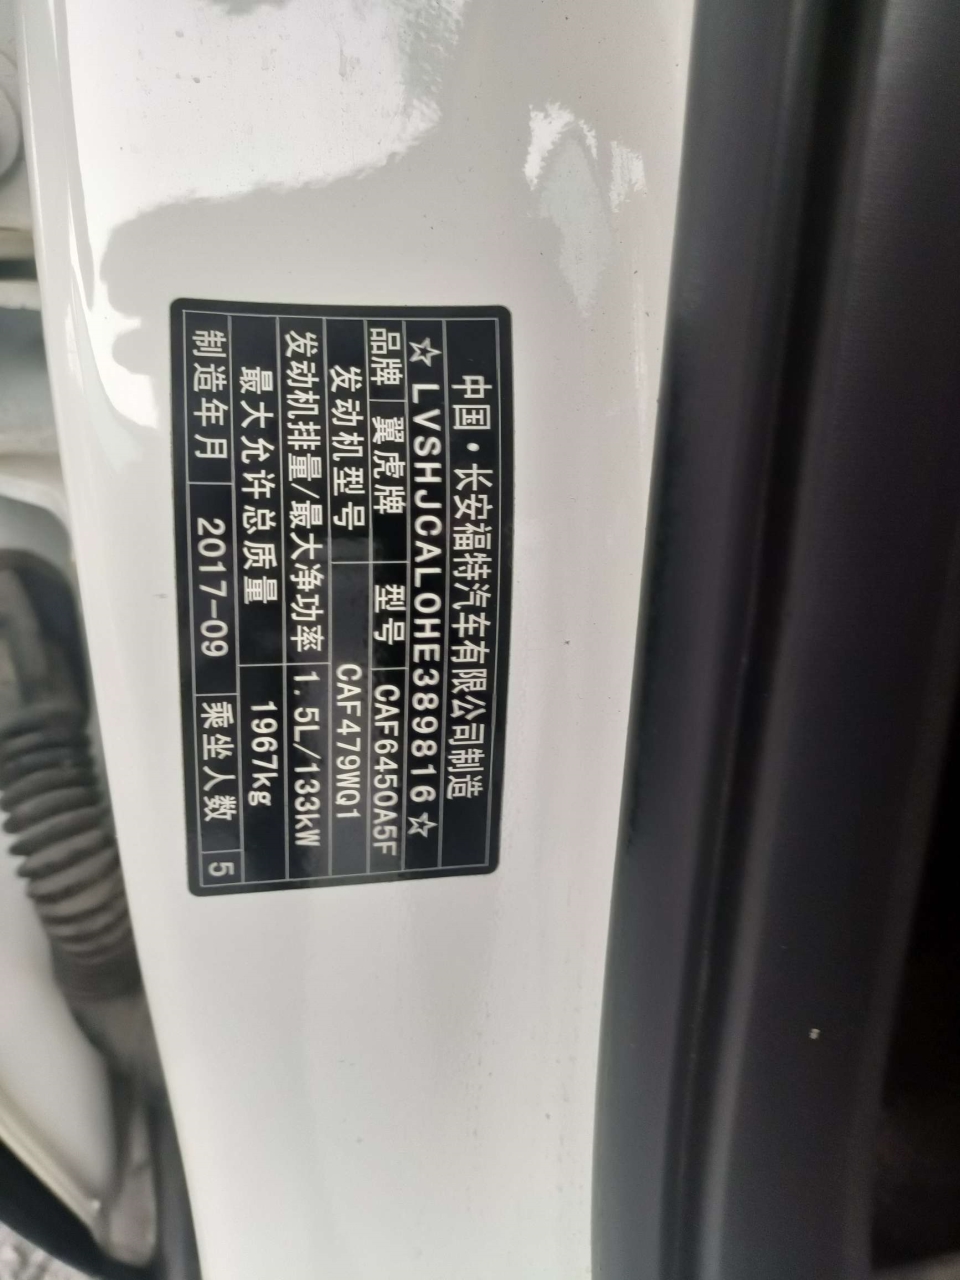 中国·长安福特汽车有限公司制造
☆LVSHJCAL0HE389816☆
品牌 翼虎牌 型号 CAF6450A5F
发动机型号 CAF479WQ1
发动机排量/最大净功率 1.5L/133kW
最大允许总质量 1967kg
制造年月 2017-09 乘坐人数 5